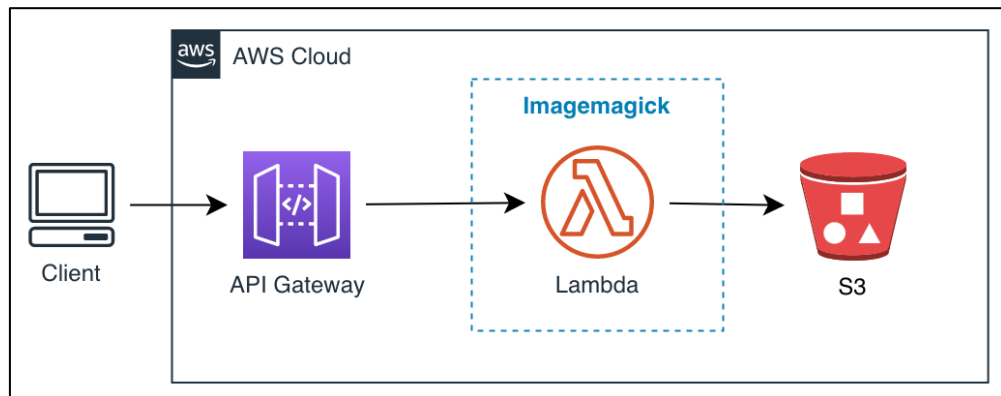 aws
AWS Cloud
Imagemagick
</>
Client
API Gateway
Lambda
S3